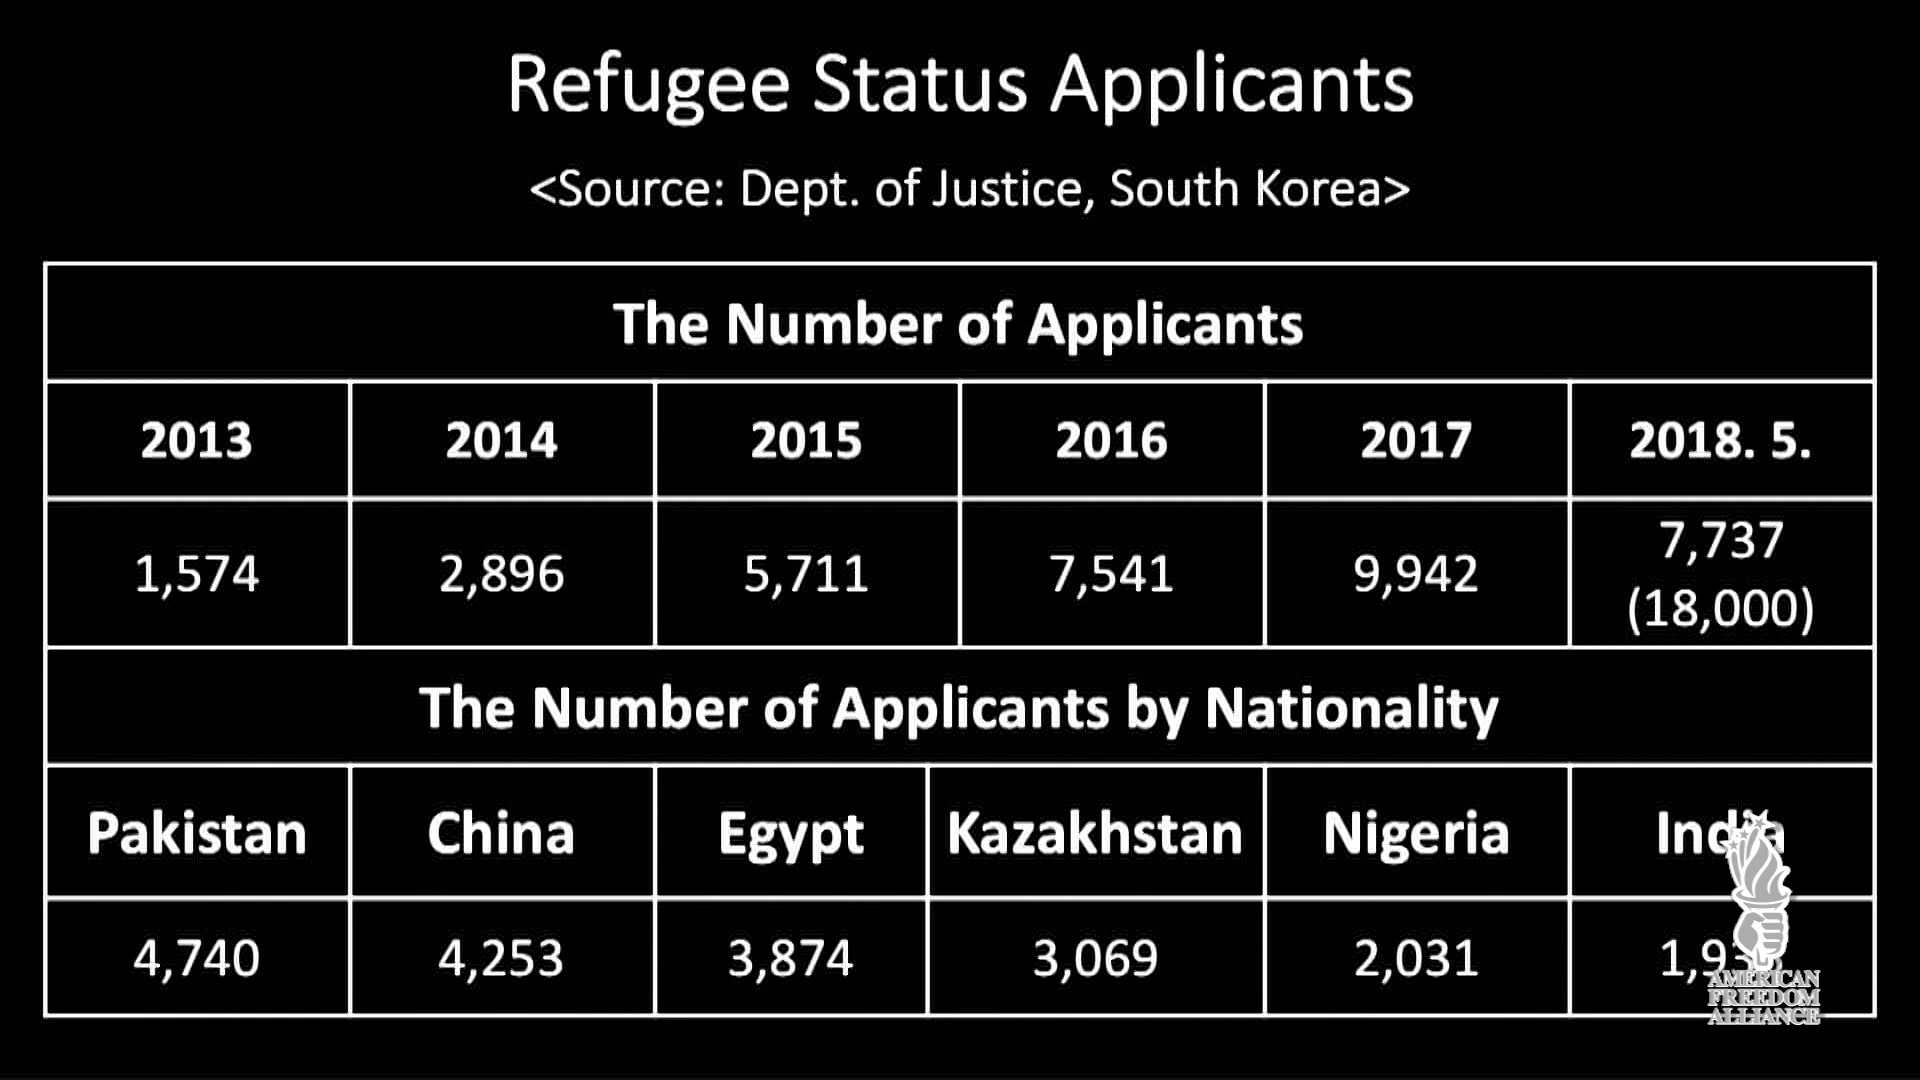 Refugee Status Applicants
<Source: Dept. of Justice, South Korea>
The Number of Applicants
2013 2014 2015 2016 2017 2018. 5.
1,574 2,896 5,711 7,541 9,942 7,737
(18,000)
The Number of Applicants by Nationality
Pakistan China Egypt Kazakhstan Nigeria India
4,740 4,253 3,874 3,069 2,031
AMERICAN
FREEDOM
ALLIANCE